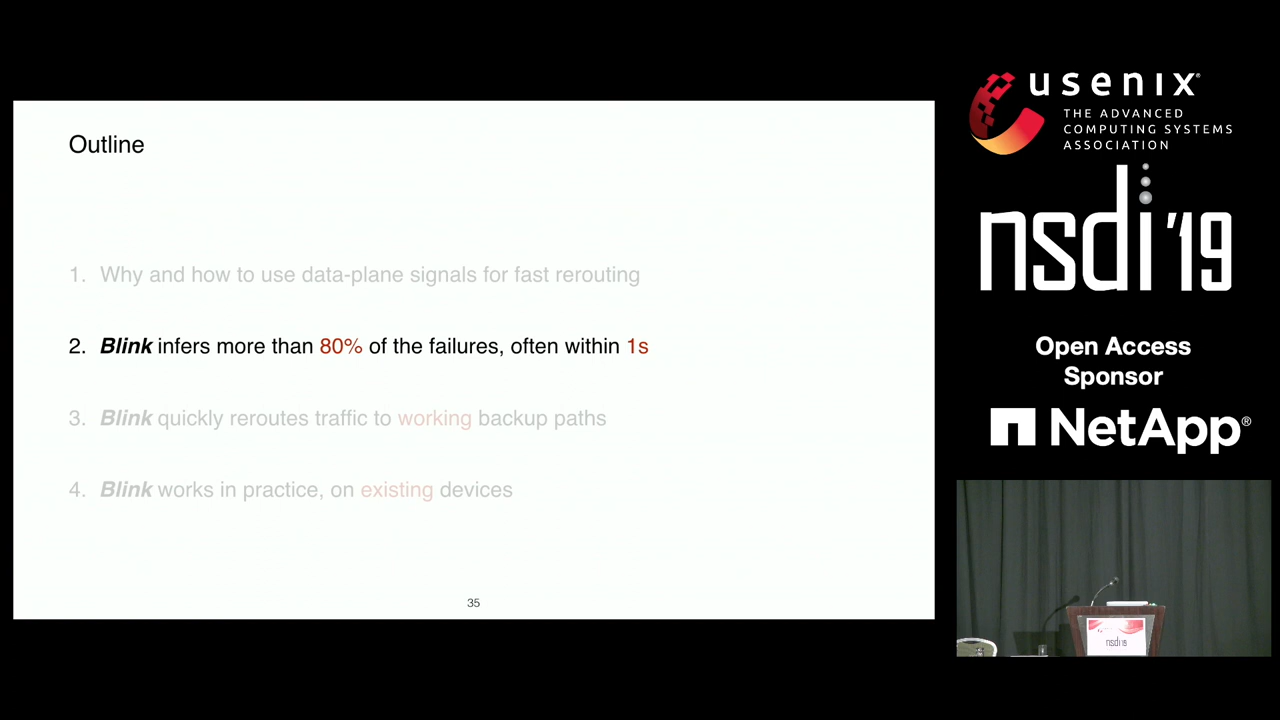 Outline
1. Why and how to use data-plane signals for fast rerouting
2. Blink infers more than 80% of the failures, often within 1s
3. Blink quickly reroutes traffic to working backup paths
4. Blink works in practice, on existing devices
35
usenix®
THE ADVANCED
COMPUTING SYSTEMS
ASSOCIATION
nsdi '19
Open Access
Sponsor
NetApp®
nsdi'19